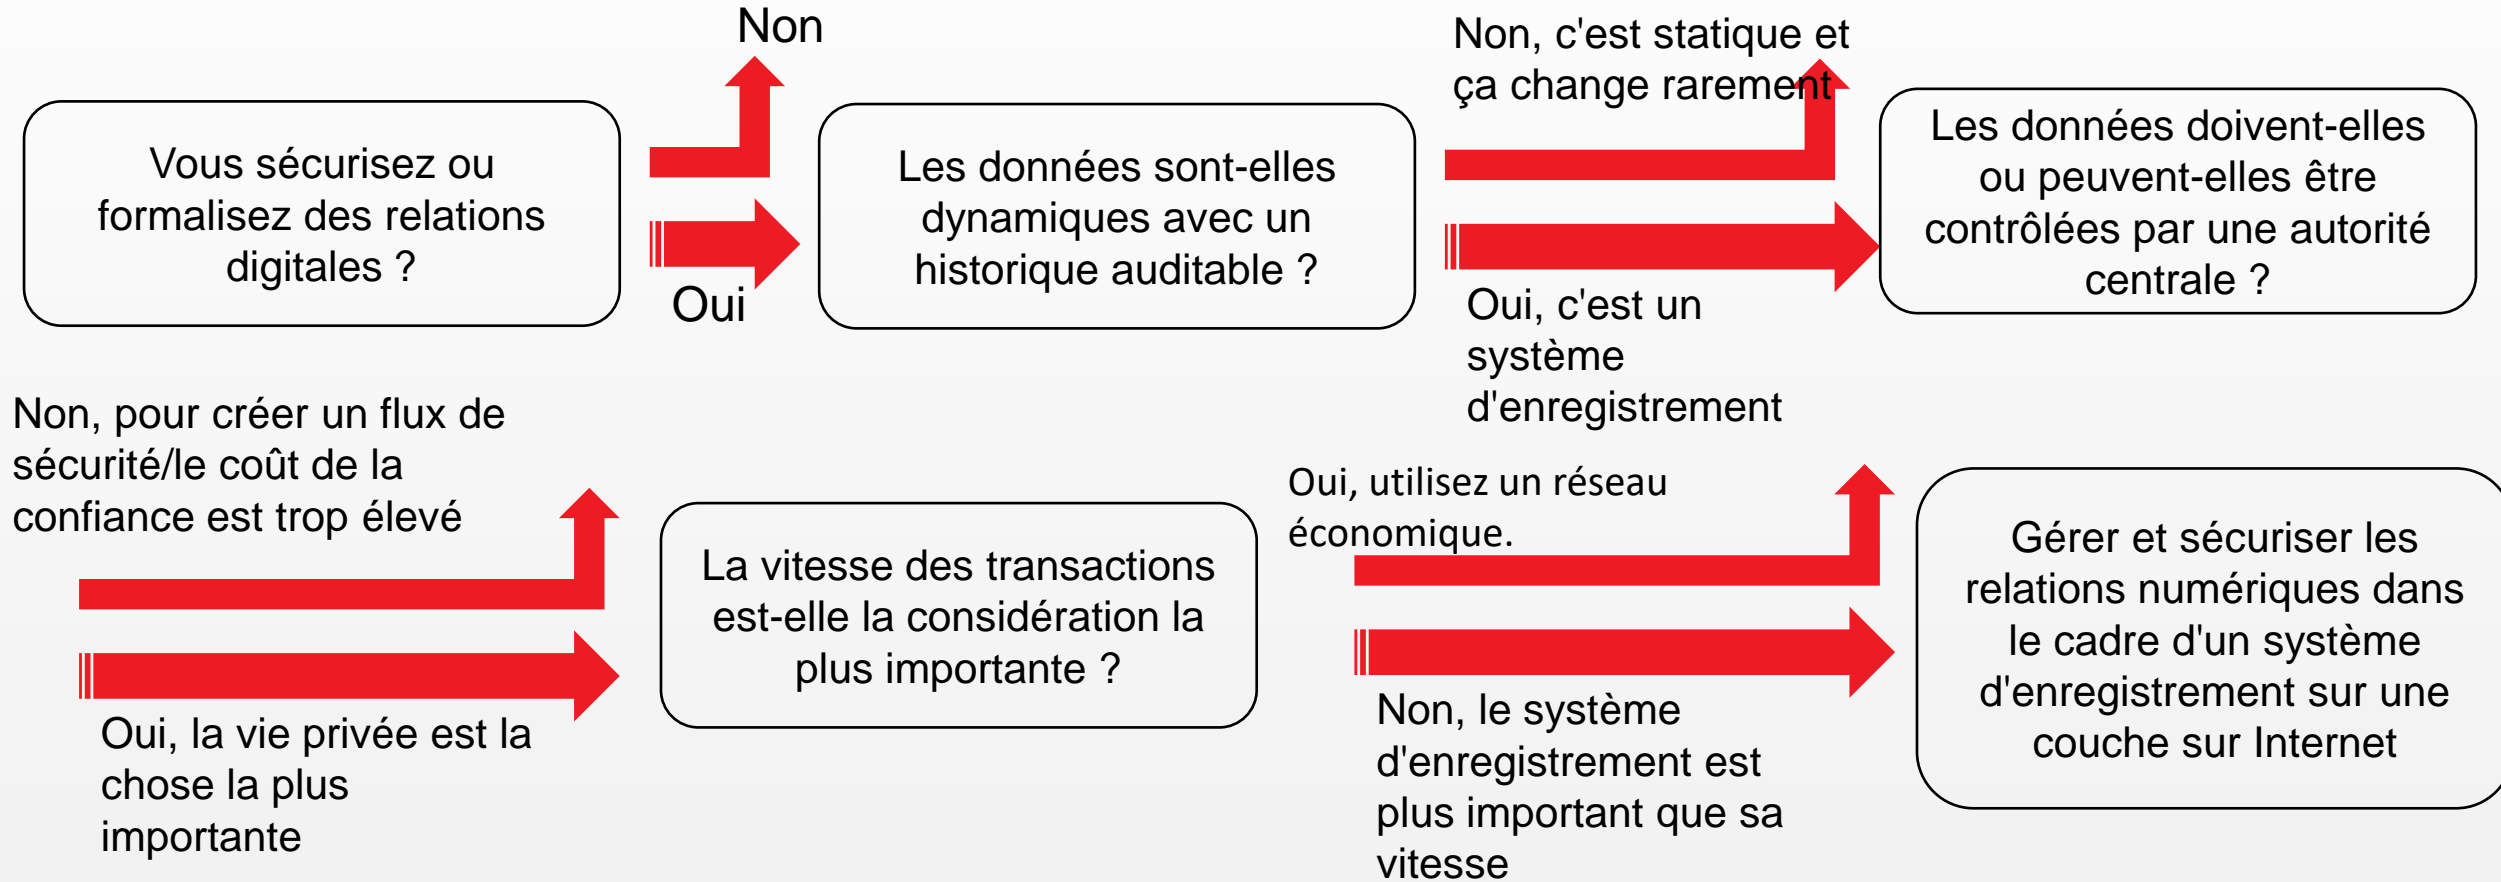 Non
Vous sécurisez ou
formalisez des relations
digitales ?
Oui
Les données sont-elles
dynamiques avec un
historique auditable ?
Non, c'est statique et
ça change rarement
Oui, c'est un
système
d'enregistrement
Les données doivent-elles
ou peuvent-elles être
contrôlées par une autorité
centrale ?
Non, pour créer un flux de
sécurité/le coût de la
confiance est trop élevé
Oui, la vie privée est la
chose la plus
importante
La vitesse des transactions
est-elle la considération la
plus importante ?
Oui, utilisez un réseau
économique.
Non, le système
d'enregistrement est
plus important que sa
vitesse
Gérer et sécuriser les
relations numériques dans
le cadre d'un système
d'enregistrement sur une
couche sur Internet